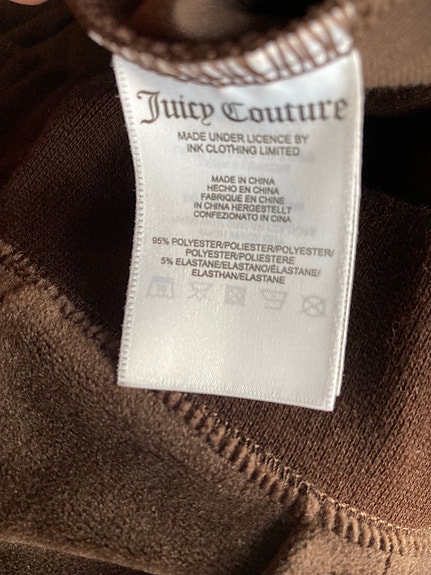 Juicy Couture
MADE UNDER LICENCE BY
INK CLOTHING LIMITED
MADE IN CHINA
HECHO EN CHINA
FABRIQUE EN CHINE
IN CHINA HERGESTELLT
CONFEZIONATO IN CINA
95% POLYESTER/POLIESTER/POLYESTER/
POLYESTER/POLIESTERE
5% ELASTANE/ELASTANO/ÉLASTANE/
ELASTHAN/ELASTANE